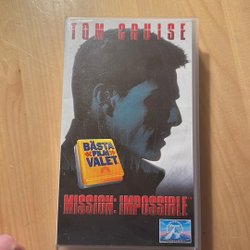 TOM CRUISE
BÄSTA
FILM
VALET
MISSION: IMPOSSIBLE